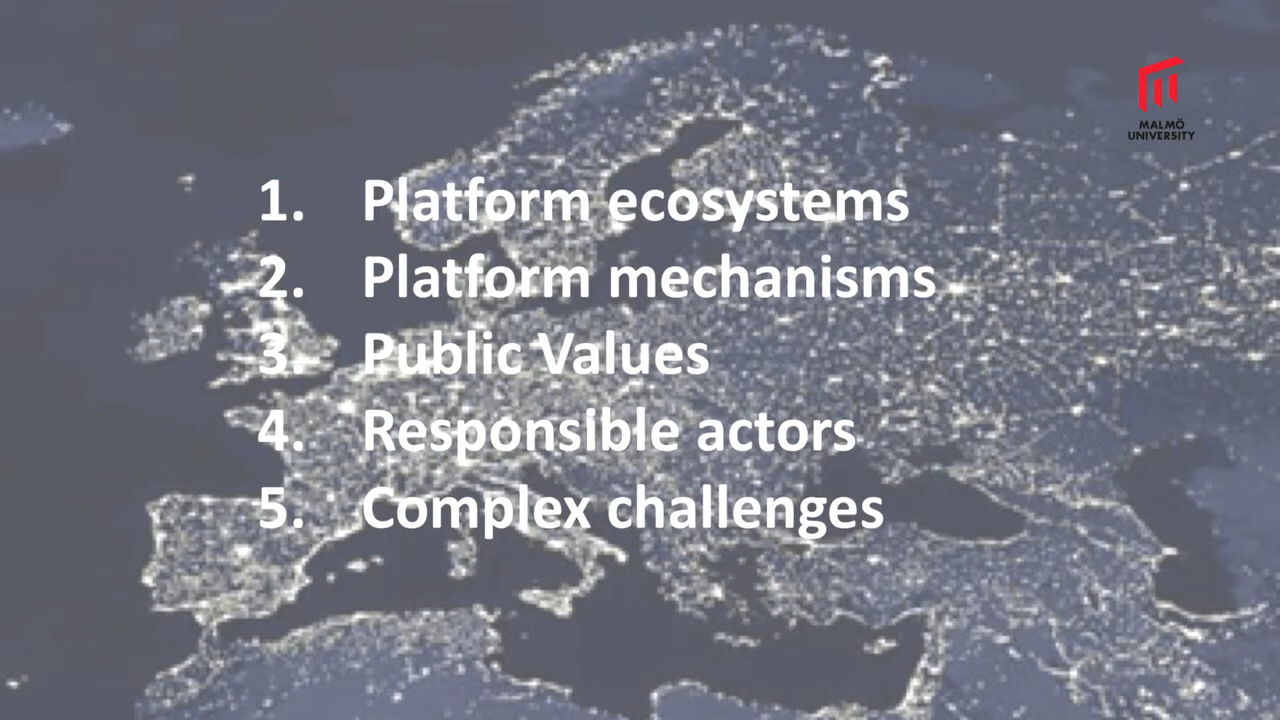 MALMÖ
UNIVERSITY
1. Platform ecosystems
2. Platform mechanisms
3. Public Values
4. Responsible actors
5. Complex challenges